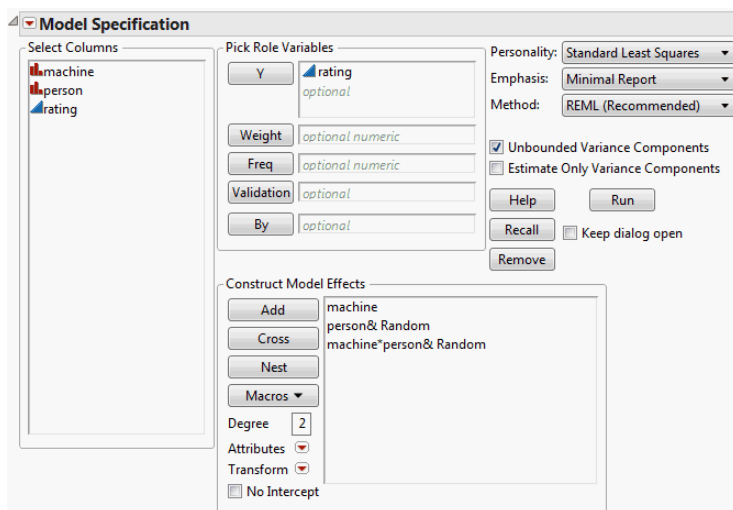 Model Specification
Select Columns
machine
person
rating
Pick Role Variables
Y
rating
optional
Weight
optional numeric
Freq
optional numeric
Validation
optional
By
optional
Personality: Standard Least Squares
Emphasis: Minimal Report
Method: REML (Recommended)
Unbounded Variance Components
Estimate Only Variance Components
Help
Run
Recall
Keep dialog open
Remove
Construct Model Effects
Add
Cross
Nest
Macros
Degree 2
Attributes
Transform
No Intercept
machine
person& Random
machine*person& Random